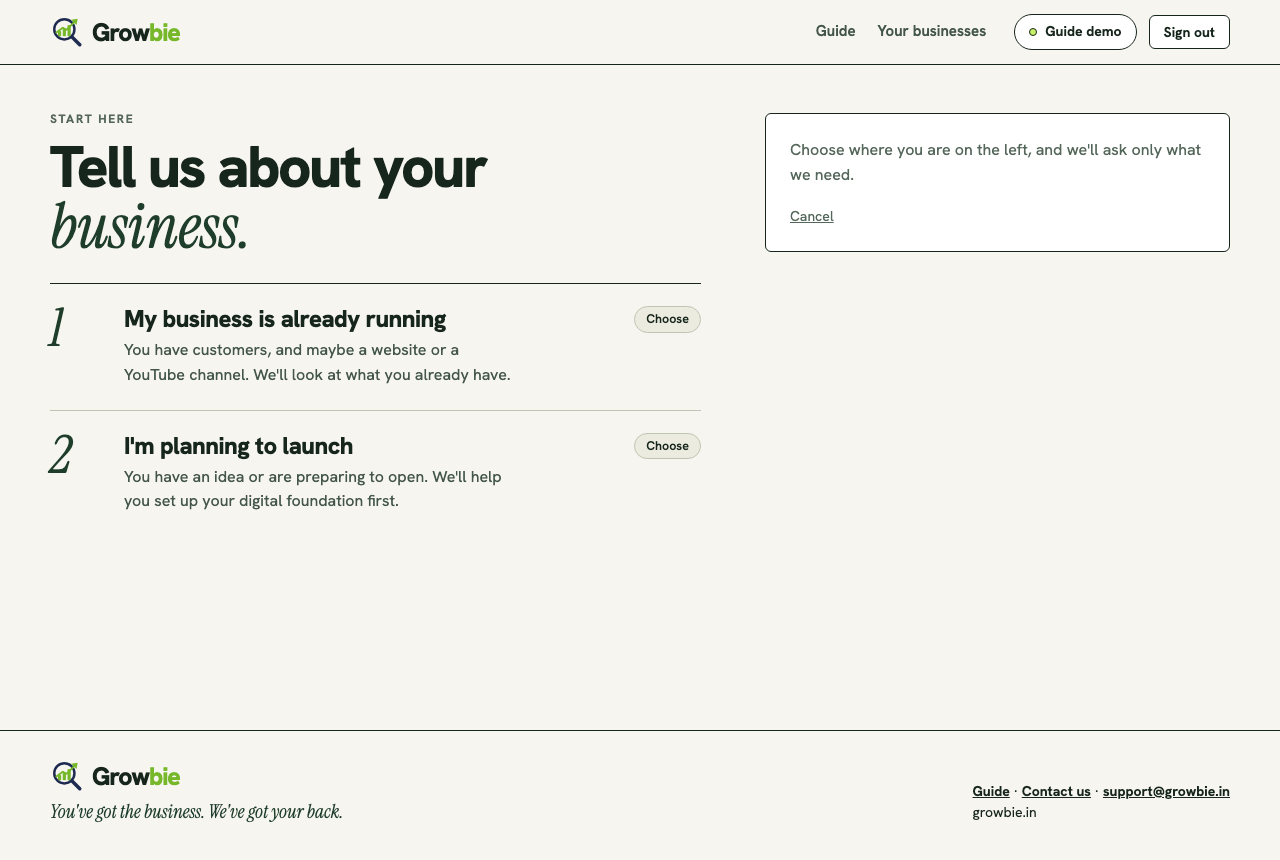 Growbie
Guide
Your businesses
Guide demo
Sign out
START HERE
Tell us about your
business.
1
My business is already running
Choose
You have customers, and maybe a website or a
YouTube channel. We'll look at what you already have.
2
I'm planning to launch
Choose
You have an idea or are preparing to open. We'll help
you set up your digital foundation first.
Choose where you are on the left, and we'll ask only what
we need.
Cancel
Growbie
You've got the business. We've got your back.
Guide · Contact us · support@growbie.in
growbie.in